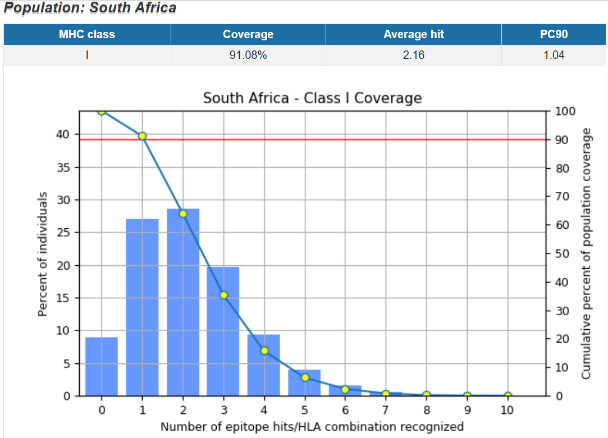 Population: South Africa
MHC class Coverage Average hit PC90
I 91.08% 2.16 1.04
South Africa - Class I Coverage
Percent of individuals
40
35
30
25
20
15
10
5
0
100
90
80
70
60
50
40
30
20
10
0
Cumulative percent of population coverage
0 1 2 3 4 5 6 7 8 9 10
Number of epitope hits/HLA combination recognized